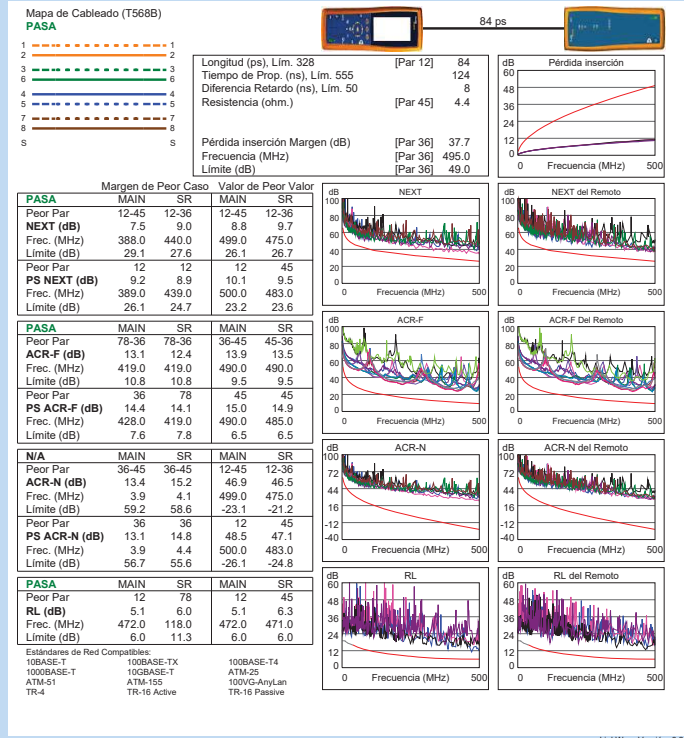 Mapa de Cableado (T568B)
PASA
1 1
2 2
3 3
6 6
4 4
5 5
7 7
8 8
S S
84 ps
Longitud (ps), Lím. 328 [Par 12] 84
Tiempo de Prop. (ns), Lím. 555 124
Diferencia Retardo (ns), Lím. 50 8
Resistencia (ohm.) [Par 45] 4.4
Pérdida inserción Margen (dB) [Par 36] 37.7
Frecuencia (MHz) [Par 36] 495.0
Límite (dB) [Par 36] 49.0
dB Pérdida inserción
60
48
36
24
12
0
0 Frecuencia (MHz) 500
Margen de Peor Caso Valor de Peor Valor
PASA MAIN SR MAIN SR
Peor Par 12-45 12-36 12-45 12-36
NEXT (dB) 7.5 9.0 8.8 9.7
Frec. (MHz) 388.0 440.0 499.0 475.0
Límite (dB) 29.1 27.6 26.1 26.7
Peor Par 12 12 12 45
PS NEXT (dB) 9.2 8.9 10.1 9.5
Frec. (MHz) 389.0 439.0 500.0 483.0
Límite (dB) 26.1 24.7 23.2 23.6
PASA MAIN SR MAIN SR
Peor Par 78-36 78-36 36-45 45-36
ACR-F (dB) 13.1 12.4 13.9 13.5
Frec. (MHz) 419.0 419.0 490.0 490.0
Límite (dB) 10.8 10.8 9.5 9.5
Peor Par 36 78 45 45
PS ACR-F (dB) 14.4 14.1 15.0 14.9
Frec. (MHz) 428.0 419.0 490.0 485.0
Límite (dB) 7.6 7.8 6.5 6.5
N/A MAIN SR MAIN SR
Peor Par 36-45 36-45 12-45 12-36
ACR-N (dB) 13.4 15.2 46.9 46.5
Frec. (MHz) 3.9 4.1 499.0 475.0
Límite (dB) 59.2 58.6 -23.1 -21.2
Peor Par 36 36 12 45
PS ACR-N (dB) 13.1 14.8 48.5 47.1
Frec. (MHz) 3.9 4.4 500.0 483.0
Límite (dB) 56.7 55.6 -26.1 -24.8
PASA MAIN SR MAIN SR
Peor Par 12 78 12 45
RL (dB) 5.1 6.0 5.1 6.3
Frec. (MHz) 472.0 118.0 472.0 471.0
Límite (dB) 6.0 11.3 6.0 6.0
Estándares de Red Compatibles:
10BASE-T 100BASE-TX 100BASE-T4
1000BASE-T 10GBASE-T ATM-25
ATM-51 ATM-155 100VG-AnyLan
TR-4 TR-16 Active TR-16 Passive
dB NEXT
100
80
60
40
20
0
0 Frecuencia (MHz) 500
dB NEXT del Remoto
100
80
60
40
20
0
0 Frecuencia (MHz) 500
dB ACR-F
100
80
60
40
20
0
0 Frecuencia (MHz) 500
dB ACR-F Del Remoto
100
80
60
40
20
0
0 Frecuencia (MHz) 500
dB ACR-N
100
72
44
16
-12
-40
0 Frecuencia (MHz) 500
dB ACR-N del Remoto
100
72
44
16
-12
-40
0 Frecuencia (MHz) 500
dB RL
60
48
36
24
12
0
0 Frecuencia (MHz) 500
dB RL del Remoto
60
48
36
24
12
0
0 Frecuencia (MHz) 500